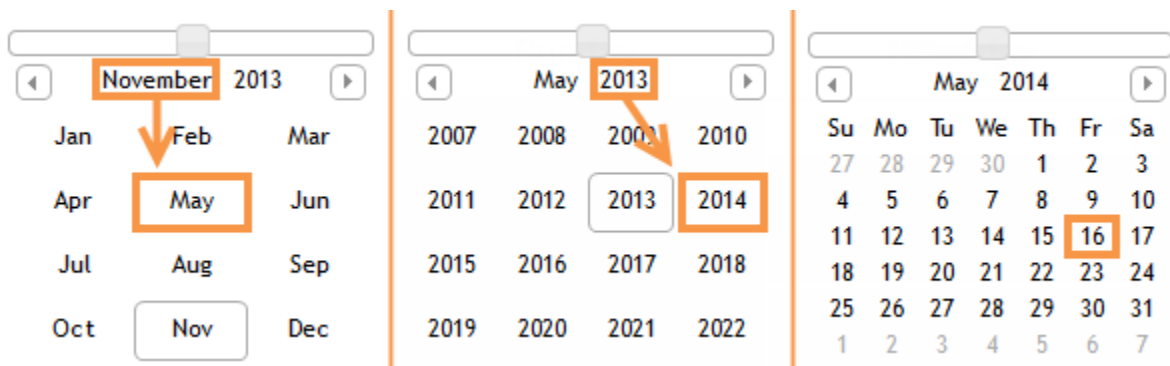 November 2013
Jan Feb Mar
Apr May Jun
Jul Aug Sep
Oct Nov Dec
May 2013
2007 2008 2009 2010
2011 2012 2013 2014
2015 2016 2017 2018
2019 2020 2021 2022
May 2014
Su Mo Tu We Th Fr Sa
27 28 29 30 1 2 3
4 5 6 7 8 9 10
11 12 13 14 15 16 17
18 19 20 21 22 23 24
25 26 27 28 29 30 31
1 2 3 4 5 6 7